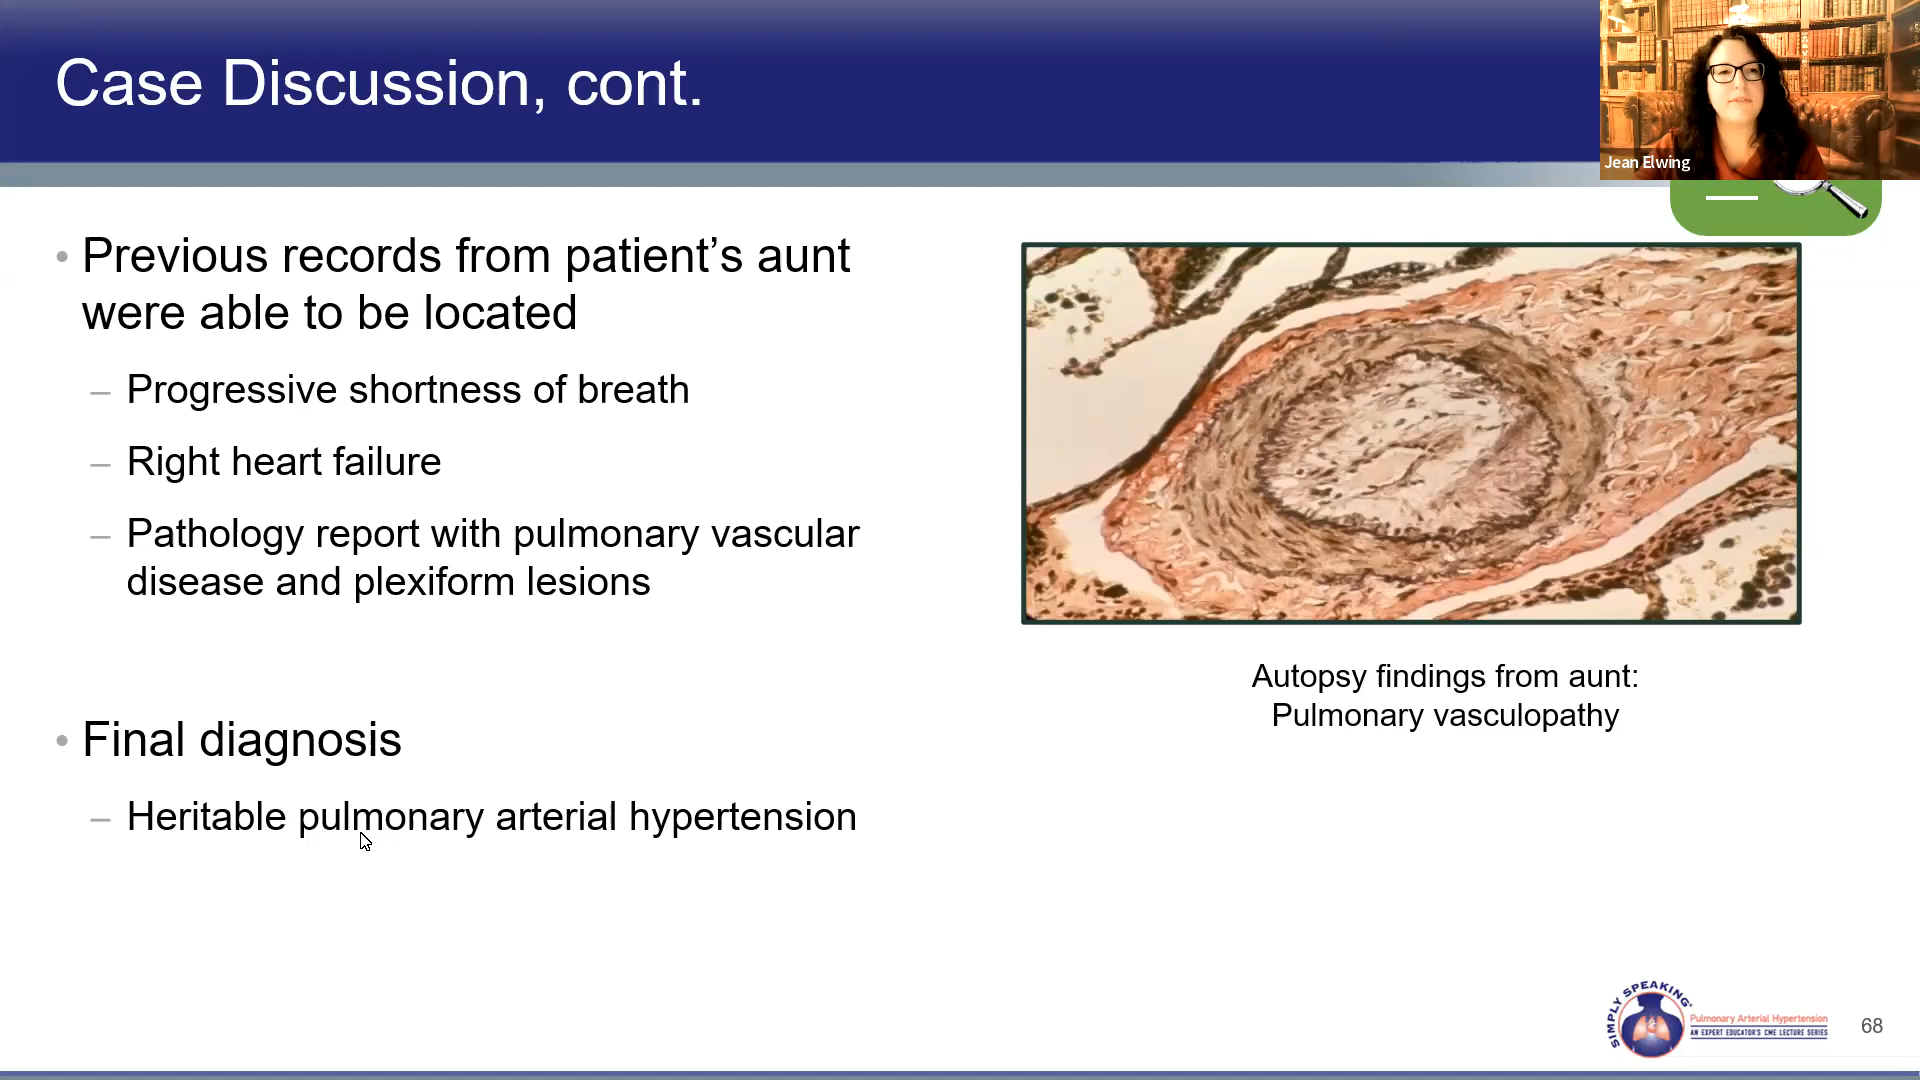 Case Discussion, cont.
Jean Elwing
• Previous records from patient’s aunt
were able to be located
– Progressive shortness of breath
– Right heart failure
– Pathology report with pulmonary vascular
disease and plexiform lesions
• Final diagnosis
– Heritable pulmonary arterial hypertension
Autopsy findings from aunt:
Pulmonary vasculopathy
SIMPLY SPEAKING®
Pulmonary Arterial Hypertension
AN EXPERT EDUCATOR'S CME LECTURE SERIES
68